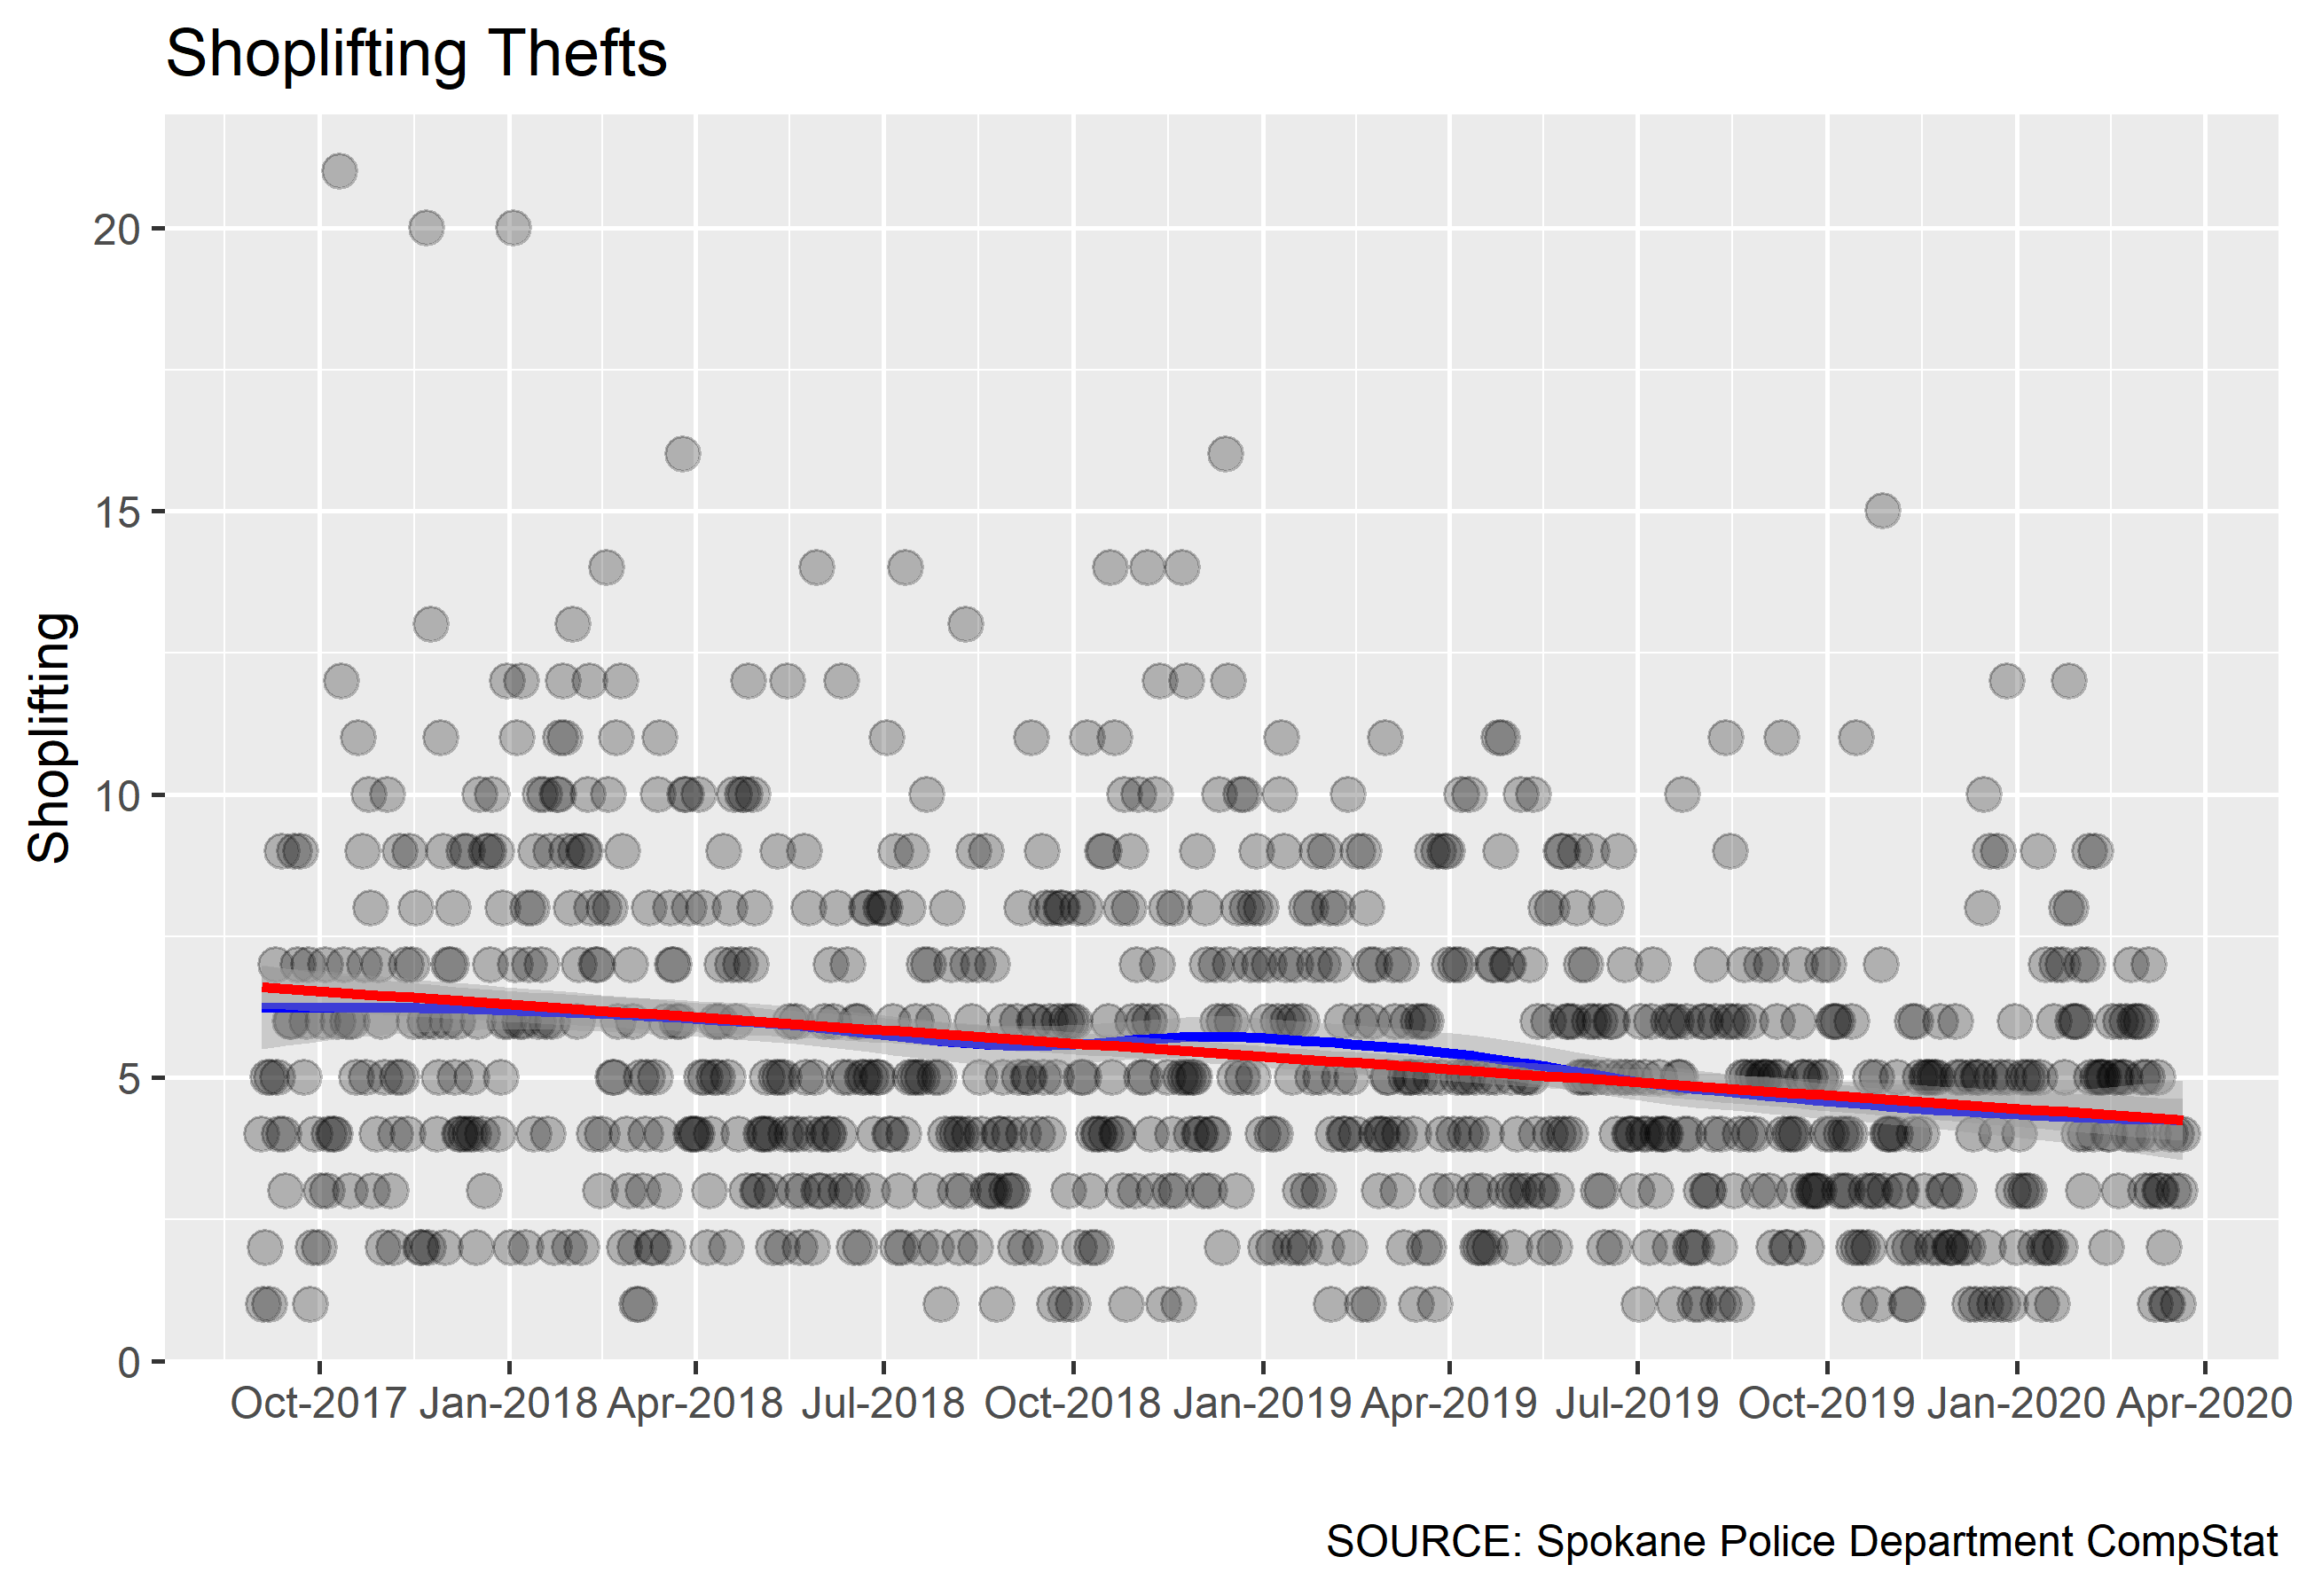 Shoplifting Thefts
Shoplifting
20
15
10
5
0
Oct-2017 Jan-2018 Apr-2018 Jul-2018 Oct-2018 Jan-2019 Apr-2019 Jul-2019 Oct-2019 Jan-2020 Apr-2020
SOURCE: Spokane Police Department CompStat